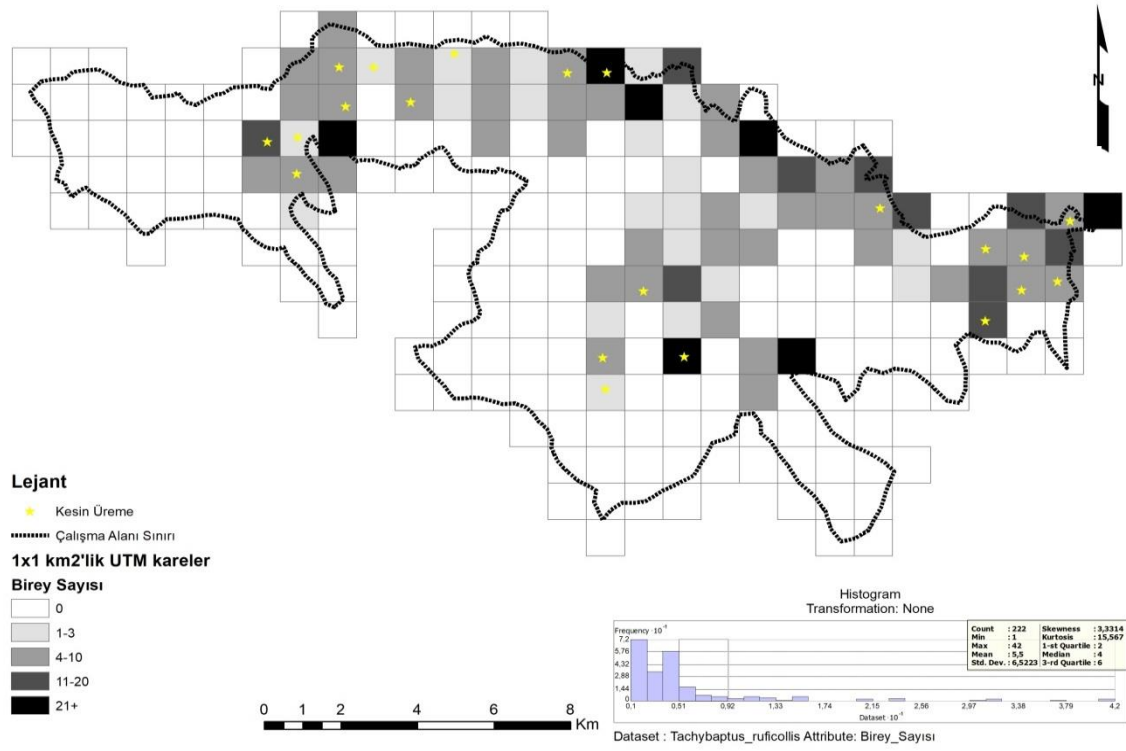 N
Lejant
Kesin Üreme
Çalışma Alanı Sınırı
1x1 km2'lik UTM kareler
Birey Sayısı
0
1-3
4-10
11-20
21+
0 2 4 6 8
Km
Histogram
Transformation: None
Frequency · 10
Count : 222 Skewness : 3,3314
Min : 1 Kurtosis : 15,567
Max : 42 1-st Quartile : 2
Mean : 5,5 Median : 4
Std. Dev. : 6,5223 3-rd Quartile : 6
7,2
5,76
4,32
2,88
1,44
0
0,1 0,51 0,92 1,33 1,74 2,15 2,56 2,97 3,38 3,79 4,2
Dataset · 10
Dataset : Tachybaptus_ruficollis Attribute: Birey_Sayısı